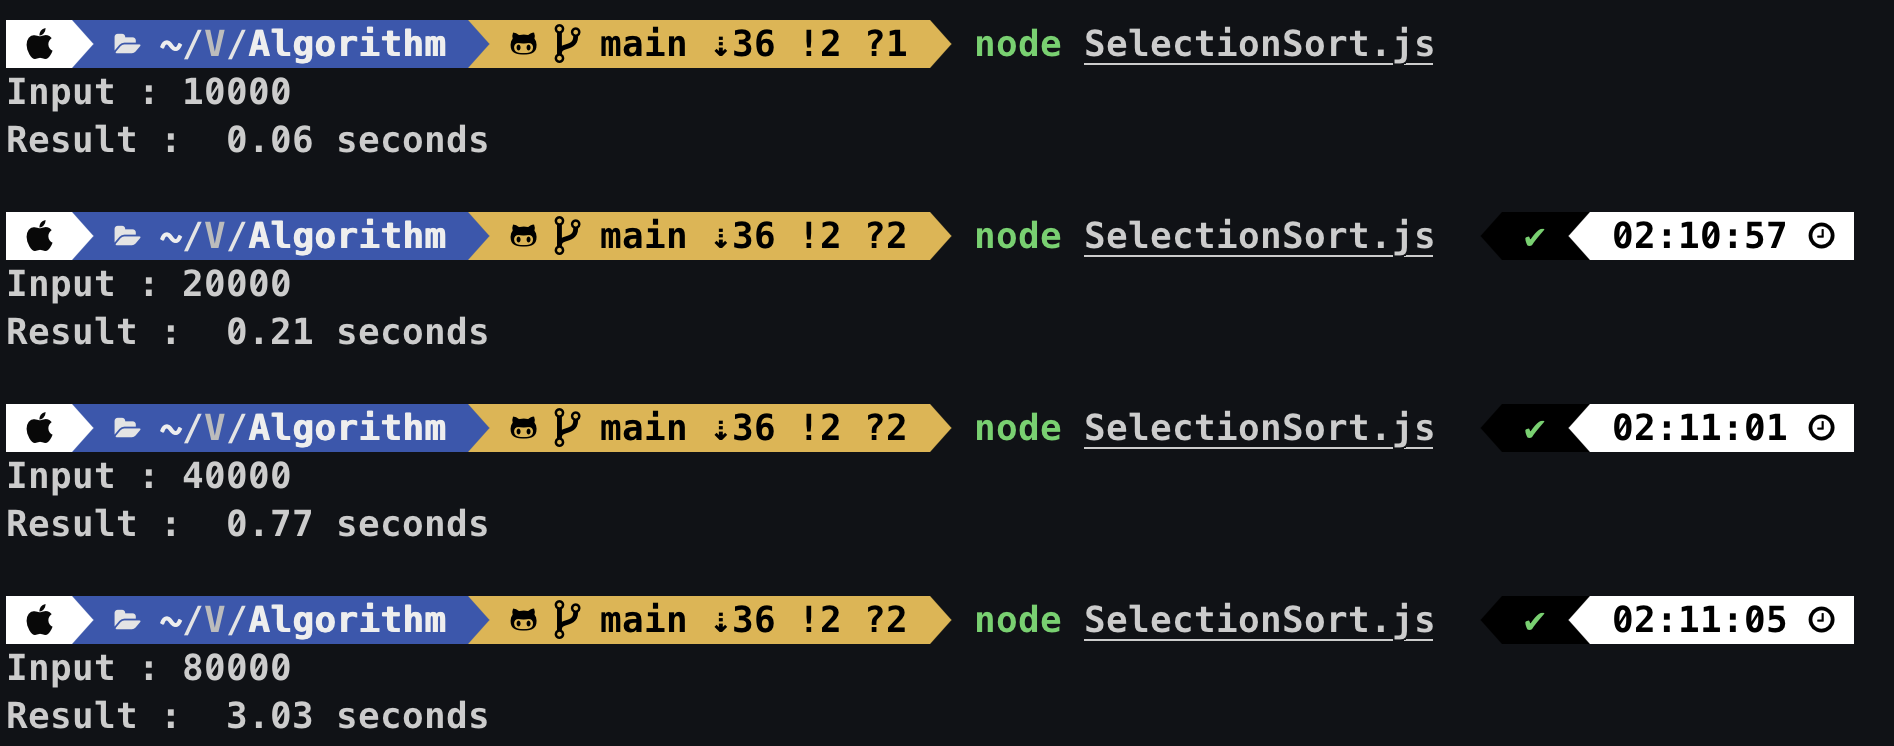 ~/V/Algorithm main ⇣36 !2 ?1 node SelectionSort.js
Input : 10000
Result :  0.06 seconds
~/V/Algorithm main ⇣36 !2 ?2 node SelectionSort.js ✔ 02:10:57
Input : 20000
Result :  0.21 seconds
~/V/Algorithm main ⇣36 !2 ?2 node SelectionSort.js ✔ 02:11:01
Input : 40000
Result :  0.77 seconds
~/V/Algorithm main ⇣36 !2 ?2 node SelectionSort.js ✔ 02:11:05
Input : 80000
Result :  3.03 seconds